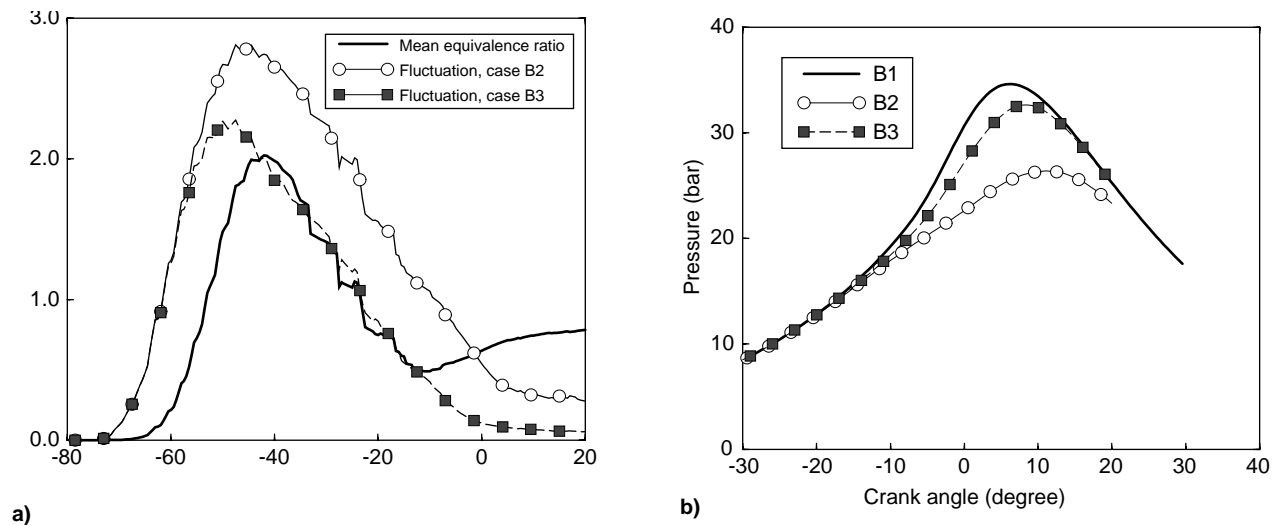 3.0
2.0
1.0
0.0
-80
-60
-40
-20
0
20
Mean equivalence ratio
Fluctuation, case B2
Fluctuation, case B3
a)
40
30
20
10
0
-30
-20
-10
0
10
20
30
40
Pressure (bar)
Crank angle (degree)
B1
B2
B3
b)